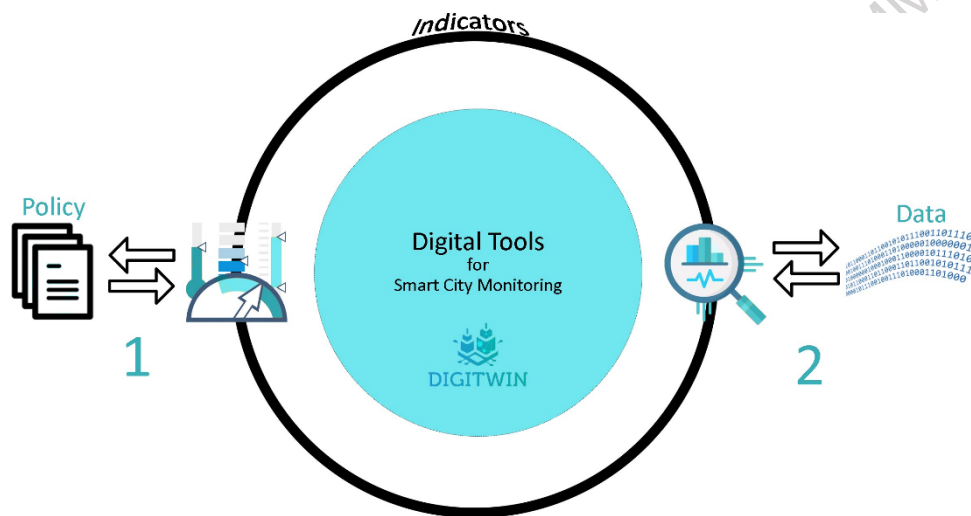 Indicators
Policy
1
Digital Tools
for
Smart City Monitoring
DIGITWIN
Data
2